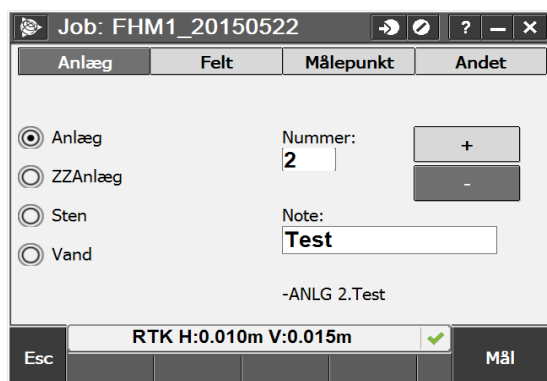 Job: FHM1_20150522 ? – ×
Anlæg Felt Målepunkt Andet
Anlæg
ZZAnlæg
Sten
Vand
Nummer:
2
+
-
Note:
Test
-ANLG 2.Test
RTK H:0.010m V:0.015m
Esc
Mål